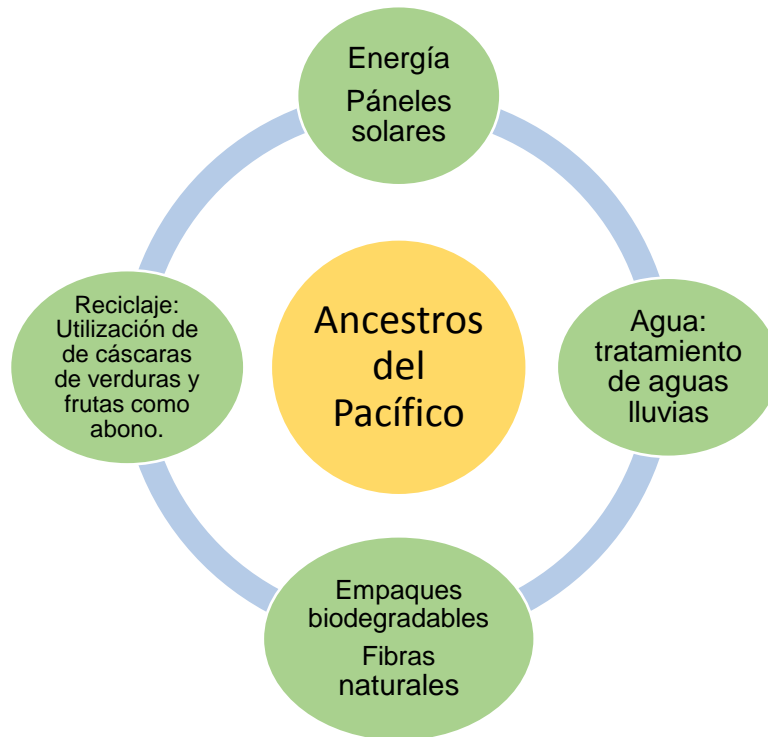 Energía
Páneles
solares
Reciclaje:
Utilización de
de cáscaras
de verduras y
frutas como
abono.
Ancestros
del
Pacífico
Agua:
tratamiento
de aguas
lluvias
Empaques
biodegradables
Fibras
naturales